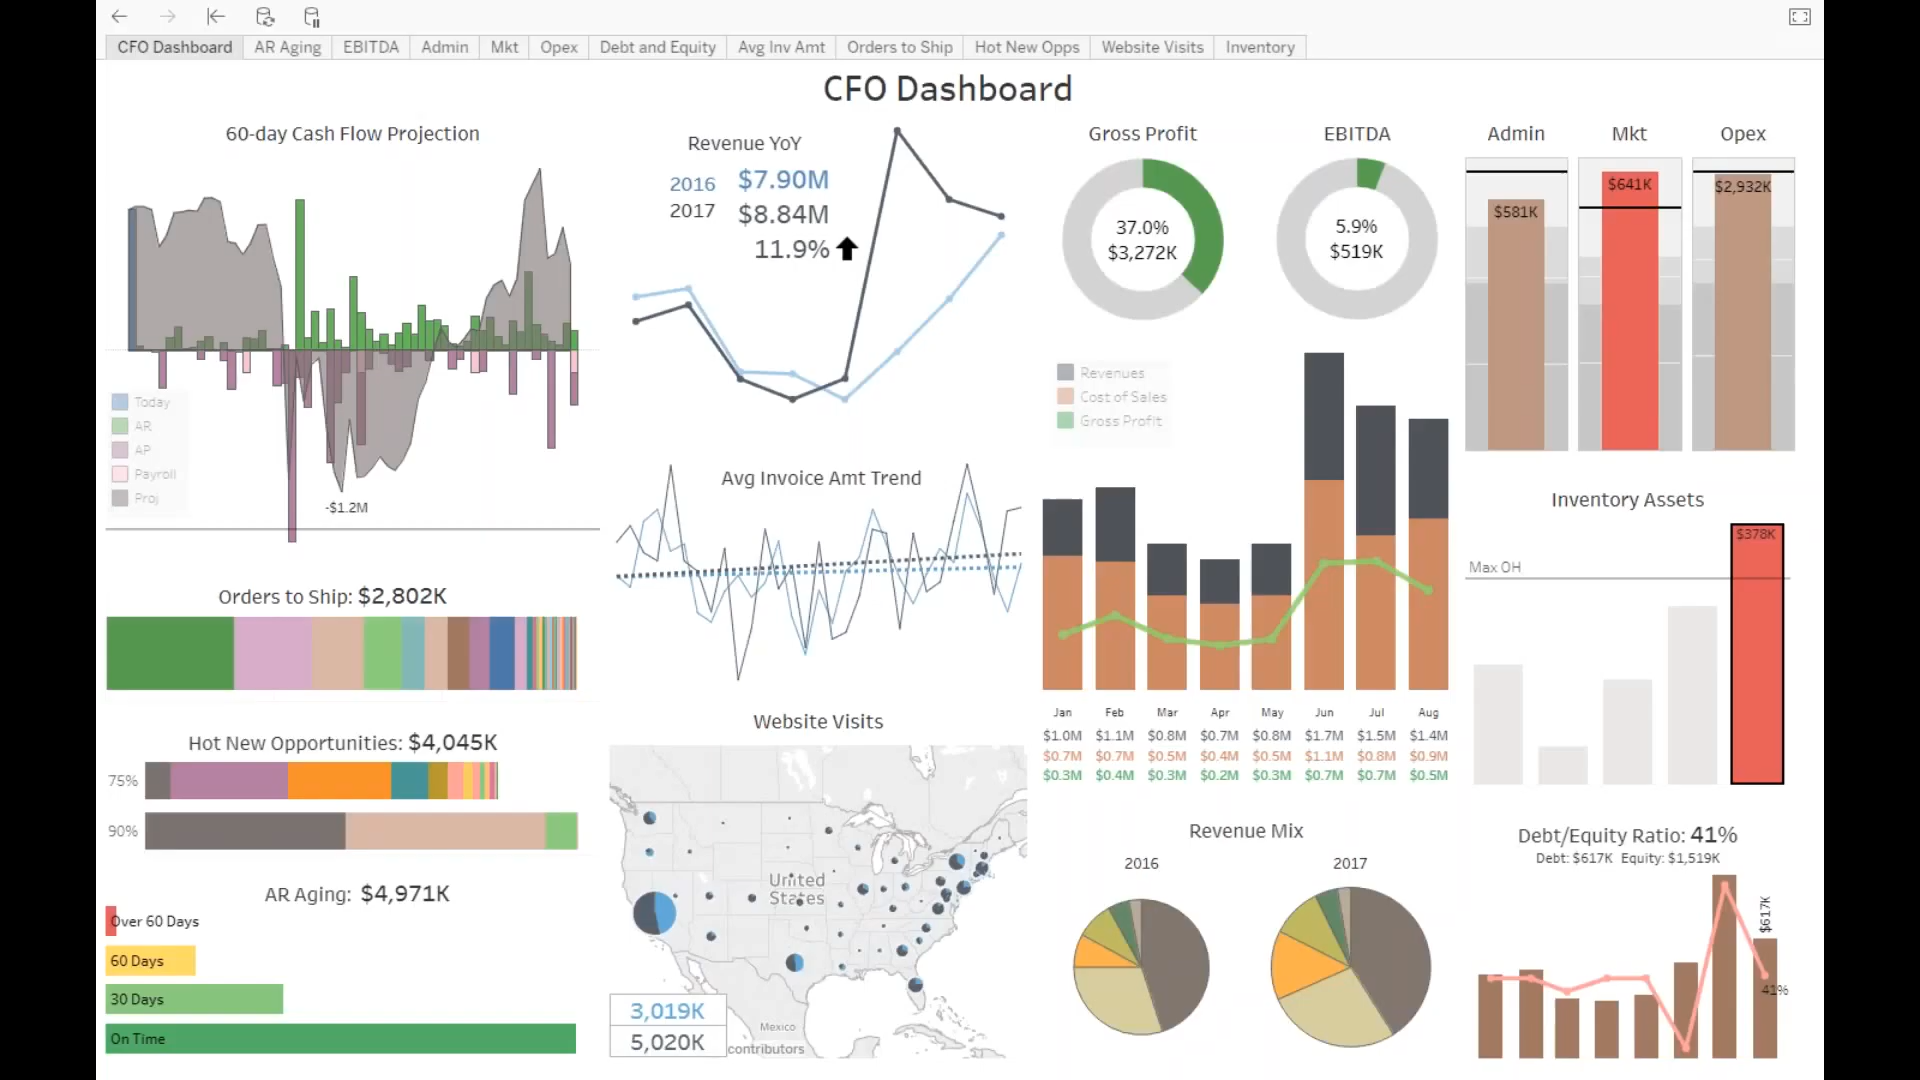 CFO Dashboard
AR Aging
EBITDA
Admin
Mkt
Opex
Debt and Equity
Avg Inv Amt
Orders to Ship
Hot New Opps
Website Visits
Inventory
CFO Dashboard
60-day Cash Flow Projection
Today
AR
AP
Payroll
Proj
-$1.2M
Orders to Ship: $2,802K
Hot New Opportunities: $4,045K
75%
90%
AR Aging: $4,971K
Over 60 Days
60 Days
30 Days
On Time
Revenue YoY
2016 $7.90M
2017 $8.84M
11.9%
Avg Invoice Amt Trend
Website Visits
United
States
Mexico
3,019K
5,020K
contributors
Gross Profit
37.0%
$3,272K
EBITDA
5.9%
$519K
Revenues
Cost of Sales
Gross Profit
Jan Feb Mar Apr May Jun Jul Aug
$1.0M $1.1M $0.8M $0.7M $0.8M $1.7M $1.5M $1.4M
$0.7M $0.7M $0.5M $0.4M $0.5M $1.1M $0.8M $0.9M
$0.3M $0.4M $0.3M $0.2M $0.3M $0.7M $0.7M $0.5M
Revenue Mix
2016 2017
Admin Mkt Opex
$581K
$641K
$2,932K
Inventory Assets
$378K
Max OH
Debt/Equity Ratio: 41%
Debt: $617K Equity: $1,519K
$617K
41%